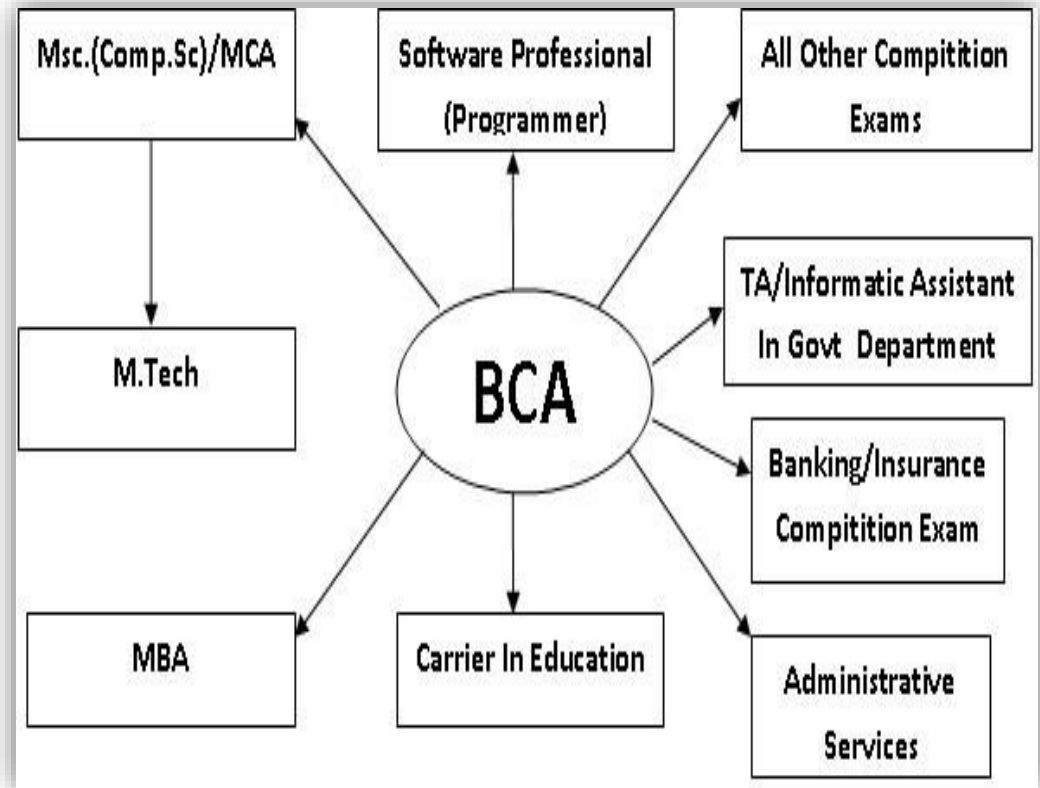 Msc.(Comp.Sc)/MCA
Software Professional
(Programmer)
All Other Compitition
Exams
TA/Informatic Assistant
In Govt Department
M.Tech
BCA
Banking/Insurance
Compitition Exam
MBA
Carrier In Education
Administrative
Services